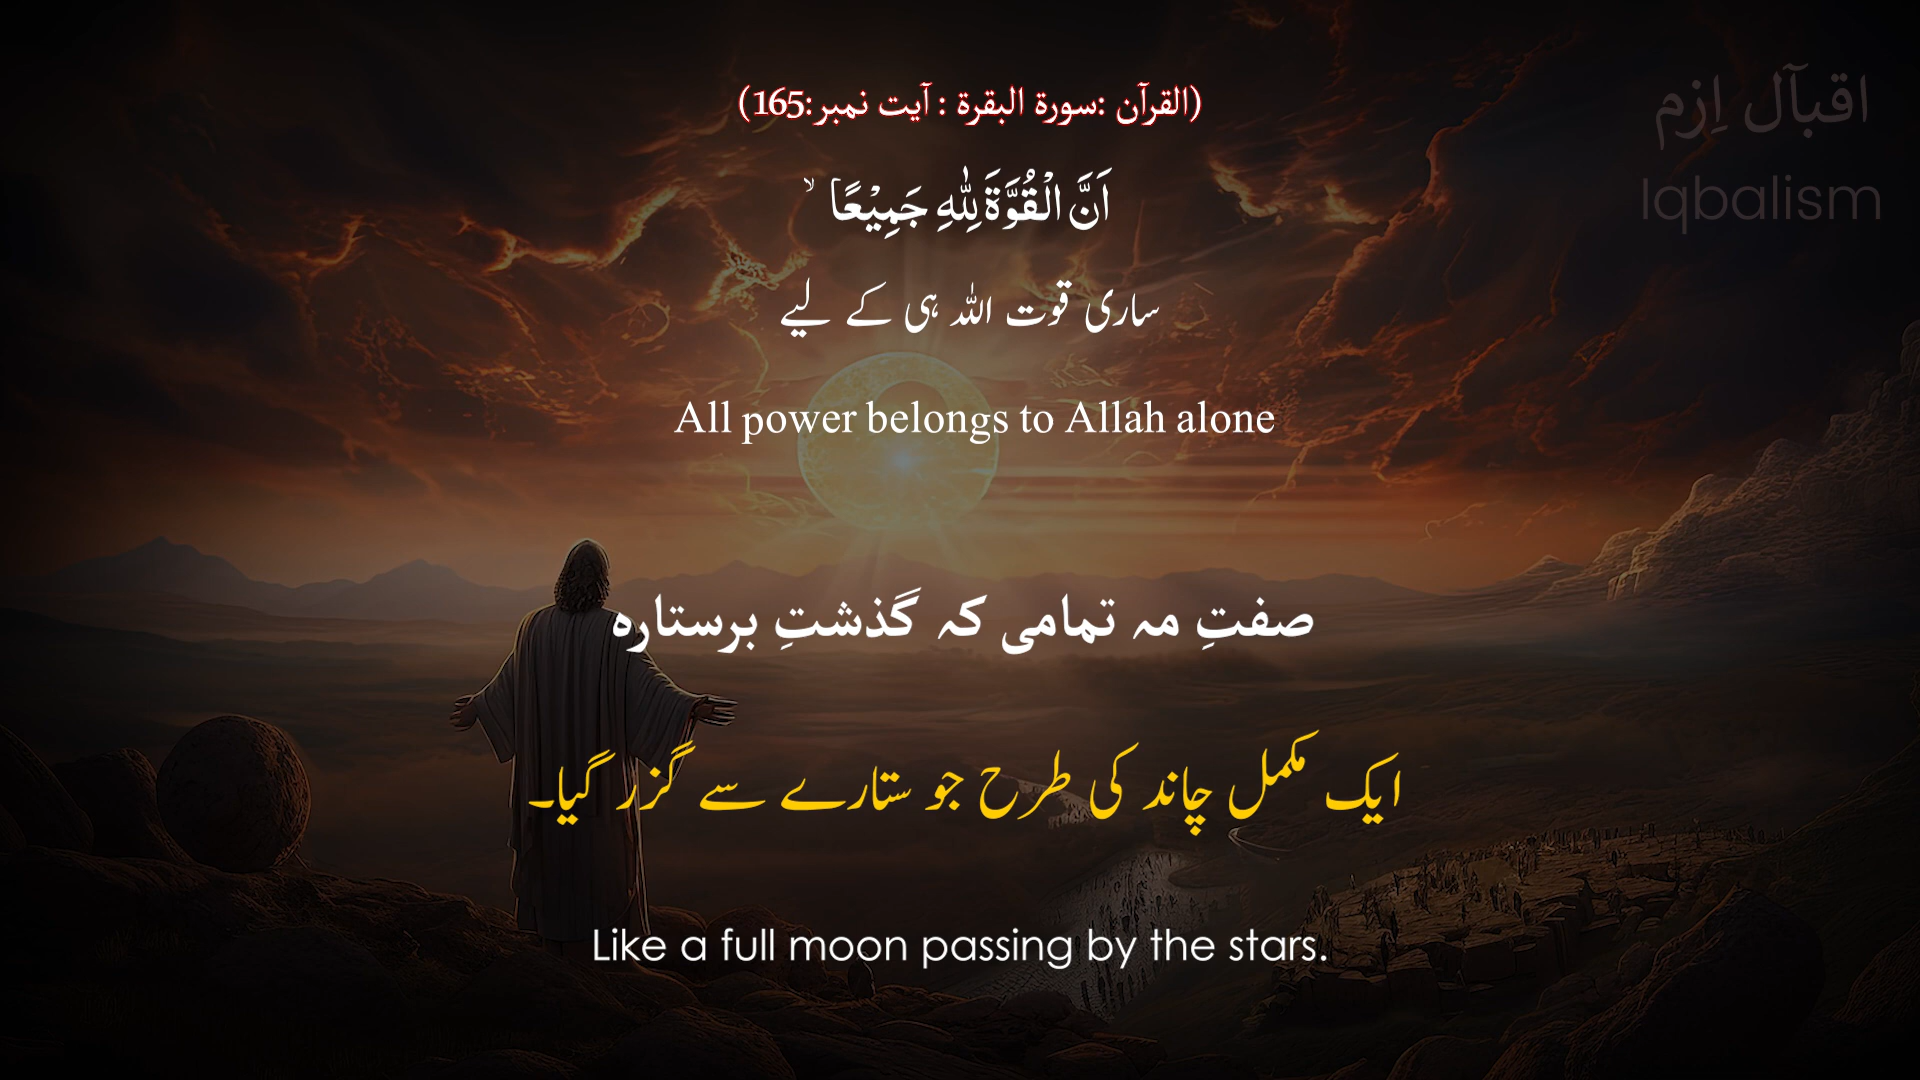 (القرآن :سورة البقرة : آیت نمبر:165)
اقبآل اِزم
Iqbalism
اَنَّ الْقُوَّةَ لِلّٰهِ جَمِيْعًا ۙ
ساری قوت اللہ ہی کے لیے
All power belongs to Allah alone
صفتِ مہ تمامی کہ گذشتِ برستارہ
ایک مکمل چاند کی طرح جو ستارے سے گزر گیا۔
Like a full moon passing by the stars.